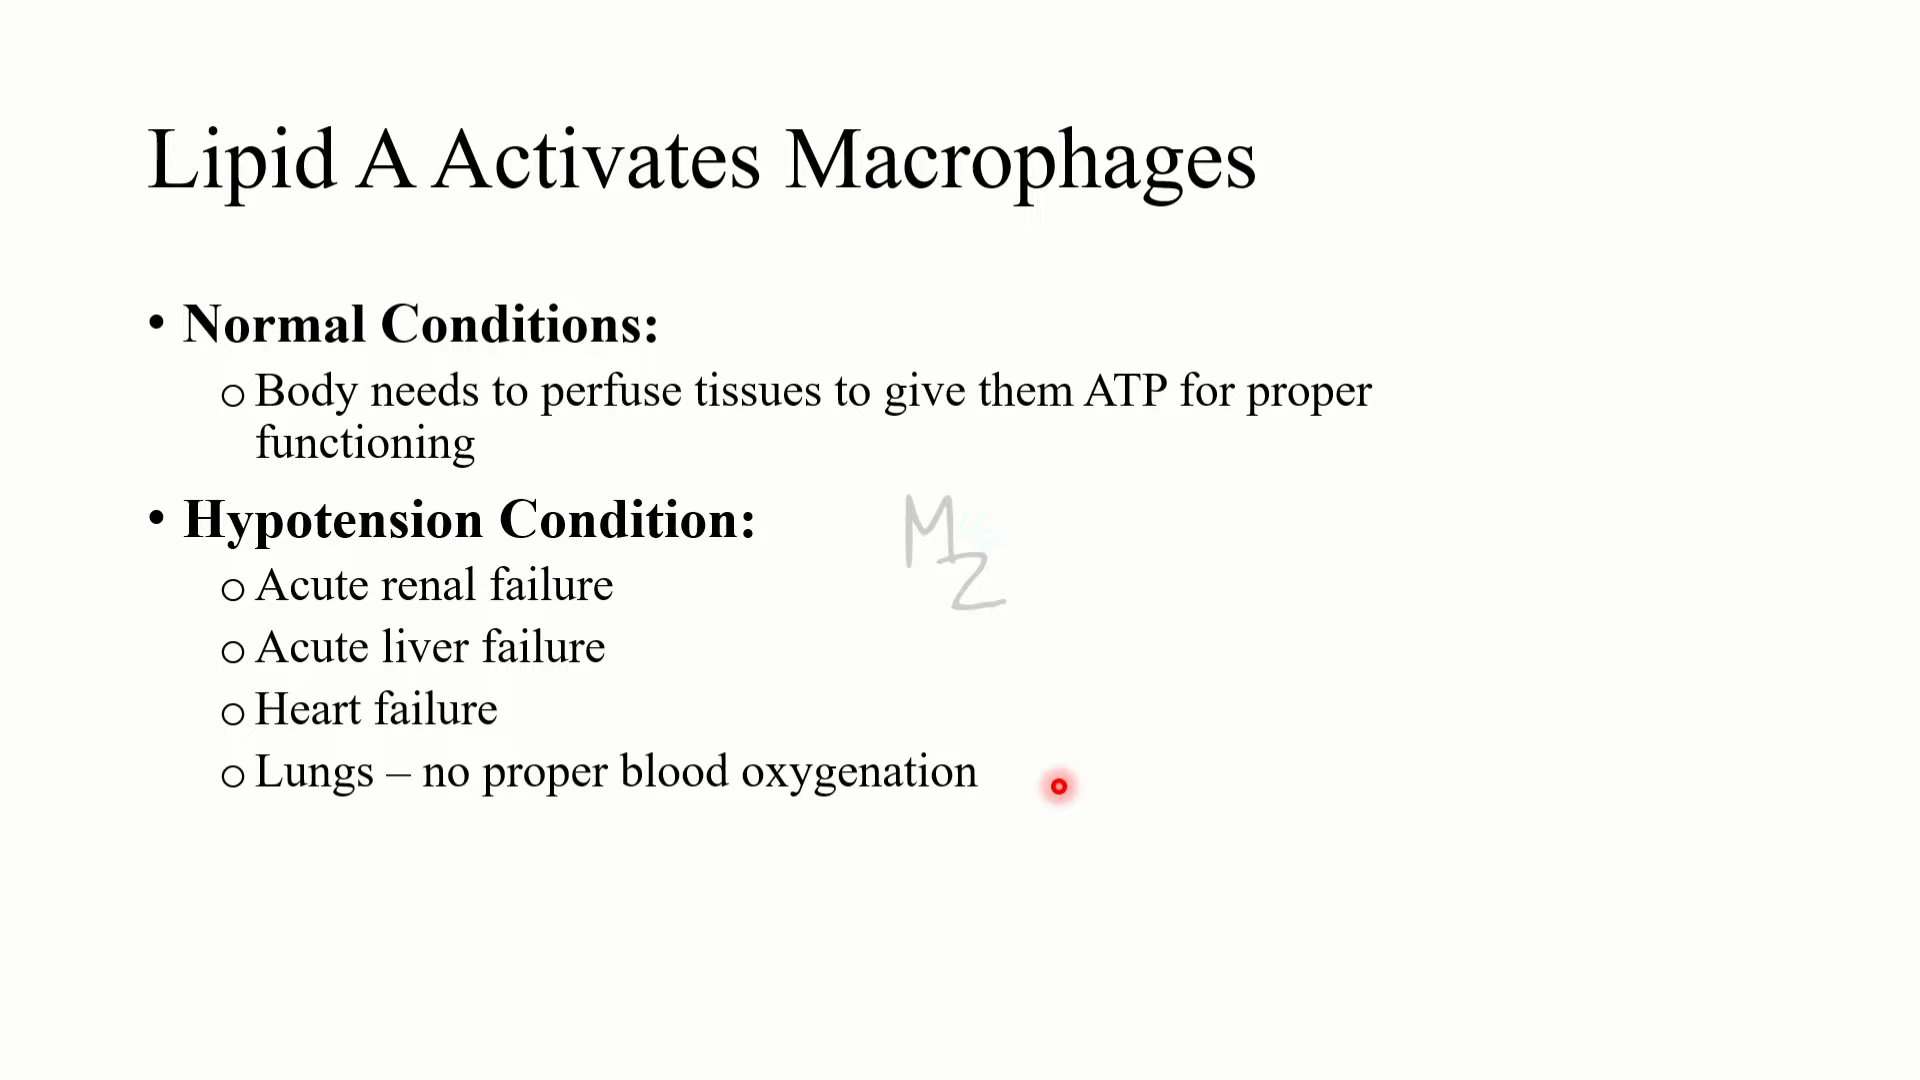 Lipid A Activates Macrophages
• Normal Conditions:
o Body needs to perfuse tissues to give them ATP for proper
functioning
• Hypotension Condition:
o Acute renal failure
o Acute liver failure
o Heart failure
o Lungs – no proper blood oxygenation
M
Z